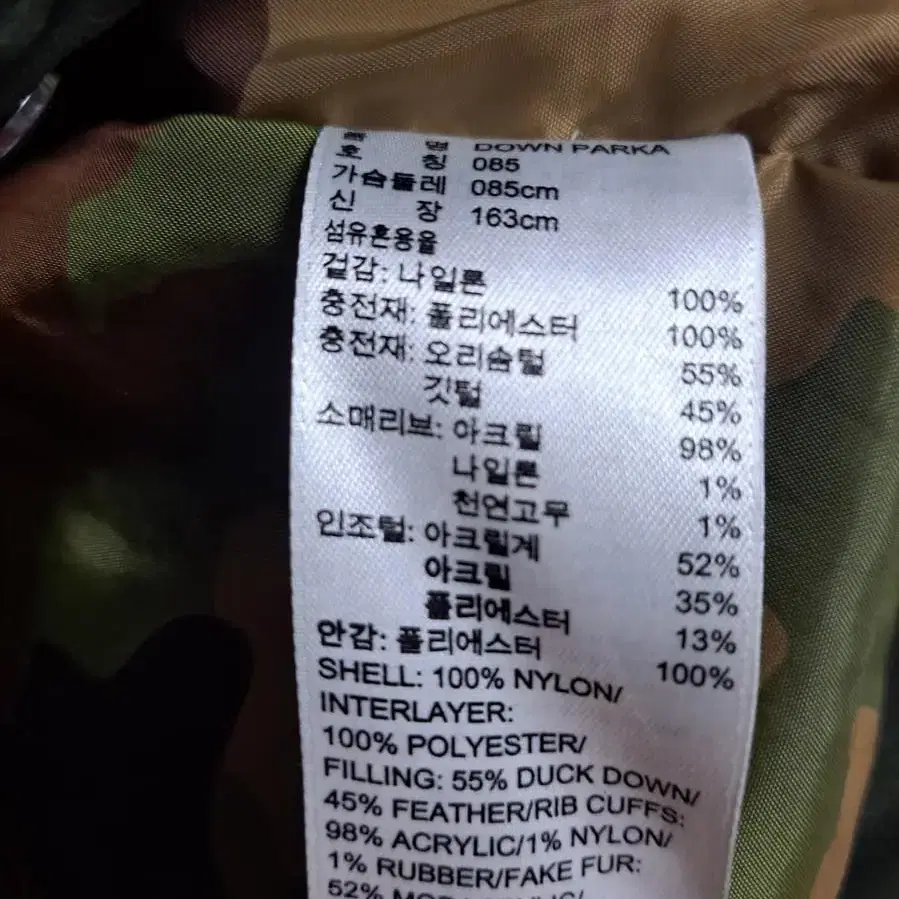 품 명 DOWN PARKA
호 칭 085
가슴둘레 085cm
신 장 163cm
섬유혼용율
겉감: 나일론 100%
충전재: 폴리에스터 100%
충전재: 오리솜털 55%
깃털 45%
소매리브: 아크릴 98%
나일론 1%
천연고무 1%
인조털: 아크릴계 52%
아크릴 35%
폴리에스터 13%
안감: 폴리에스터 100%
SHELL: 100% NYLON/
INTERLAYER:
100% POLYESTER/
FILLING: 55% DUCK DOWN/
45% FEATHER/RIB CUFFS:
98% ACRYLIC/1% NYLON/
1% RUBBER/FAKE FUR:
52%